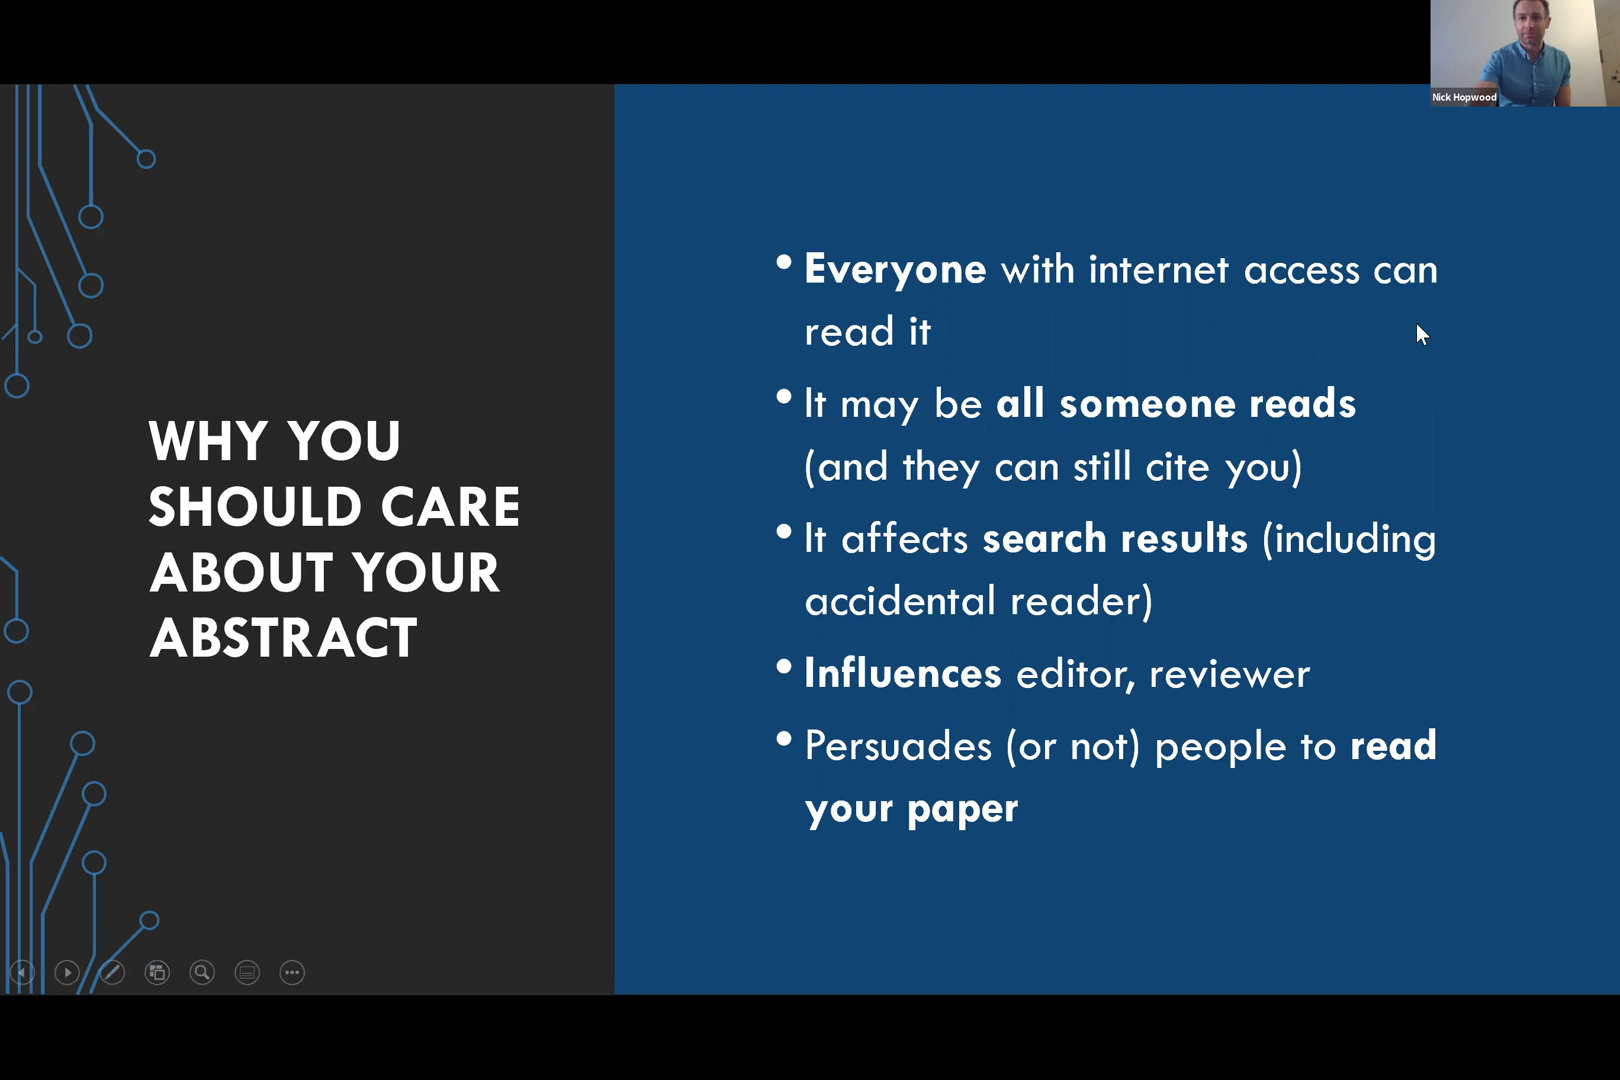 Nick Hopwood
WHY YOU
SHOULD CARE
ABOUT YOUR
ABSTRACT
• Everyone with internet access can
read it
• It may be all someone reads
(and they can still cite you)
• It affects search results (including
accidental reader)
• Influences editor, reviewer
• Persuades (or not) people to read
your paper